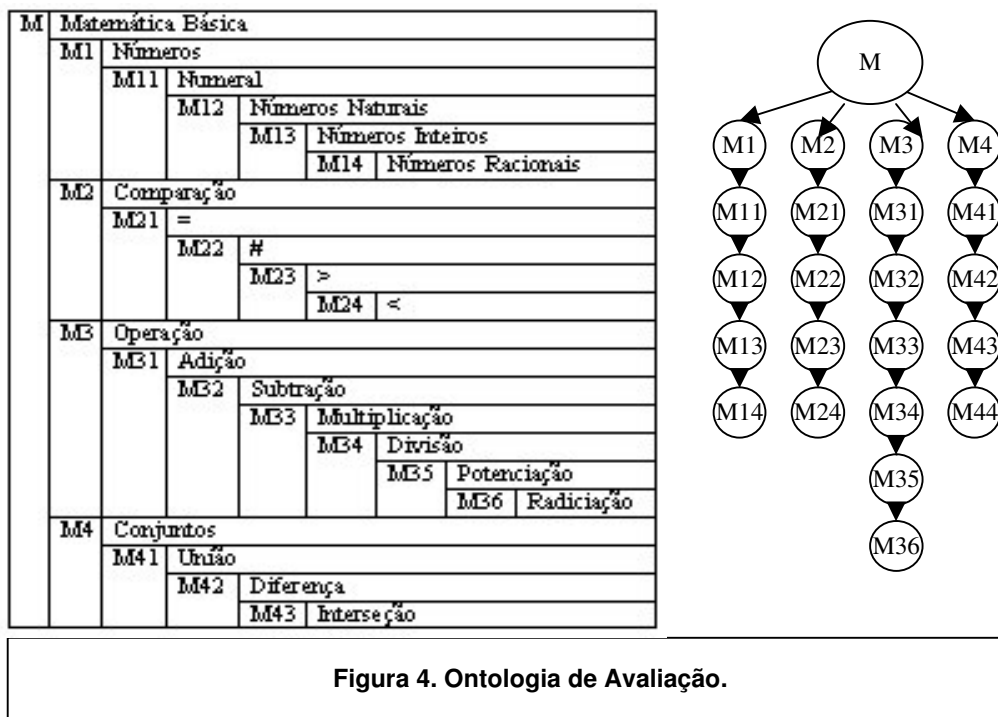 M Matemática Básica
M1 Números
M11 Numeral
M12 Números Naturais
M13 Números Inteiros
M14 Números Racionais
M2 Comparação
M21 =
M22 #
M23 >
M24 <
M3 Operação
M31 Adição
M32 Subtração
M33 Multiplicação
M34 Divisão
M35 Potenciação
M36 Radiciação
M4 Conjuntos
M41 União
M42 Diferença
M43 Interseção
M
M1 M2 M3 M4
M11 M21 M31 M41
M12 M22 M32 M42
M13 M23 M33 M43
M14 M24 M34 M44
M35
M36
Figura 4. Ontologia de Avaliação.